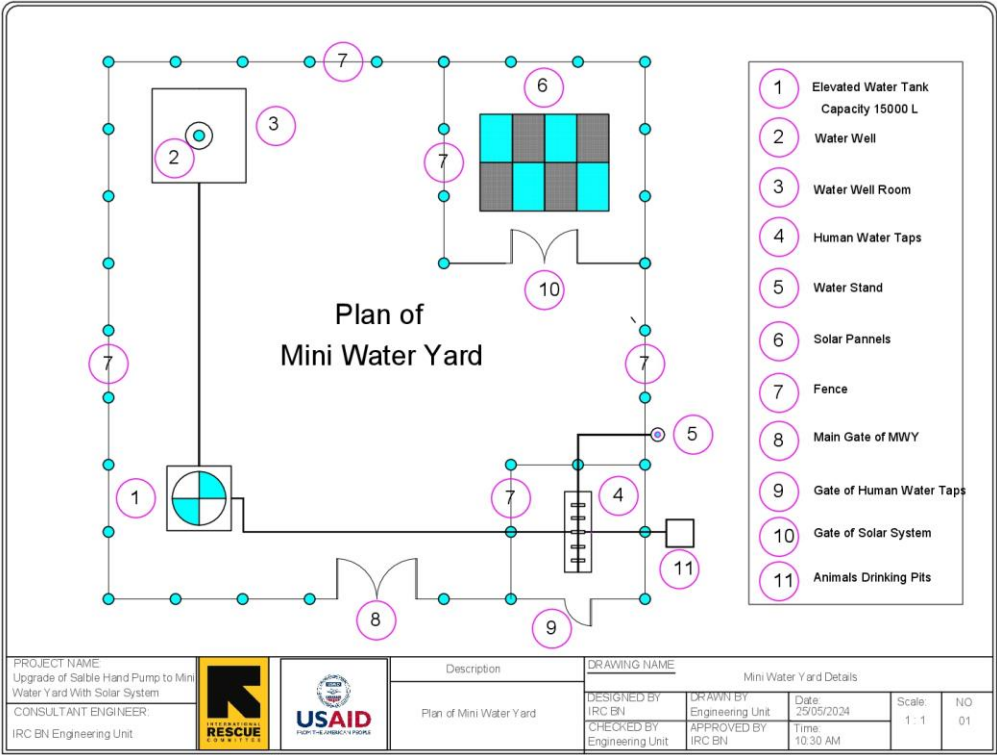 7
6
3
2
7
10
Plan of
Mini Water Yard
7
7
5
1
7
4
11
8
9
1 Elevated Water Tank
Capacity 15000 L
2 Water Well
3 Water Well Room
4 Human Water Taps
5 Water Stand
6 Solar Pannels
7 Fence
8 Main Gate of MWY
9 Gate of Human Water Taps
10 Gate of Solar System
11 Animals Drinking Pits
PROJECT NAME
Upgrade of Salble Hand Pump to Mini
Water Yard With Solar System
CONSULTANT ENGINEER:
IRC BN Engineering Unit
INTERNATIONAL
RESCUE
COMMITTEE
USAID
FROM THE AMERICAN PEOPLE
Description
Plan of Mini Water Yard
DRAWING NAME
Mini Water Yard Details
DESIGNED BY
IRC BN
DRAWN BY
Engineering Unit
Date:
25/05/2024
Scale:
1 : 1
NO
01
CHECKED BY
Engineering Unit
APPROVED BY
IRC BN
Time:
10:30 AM